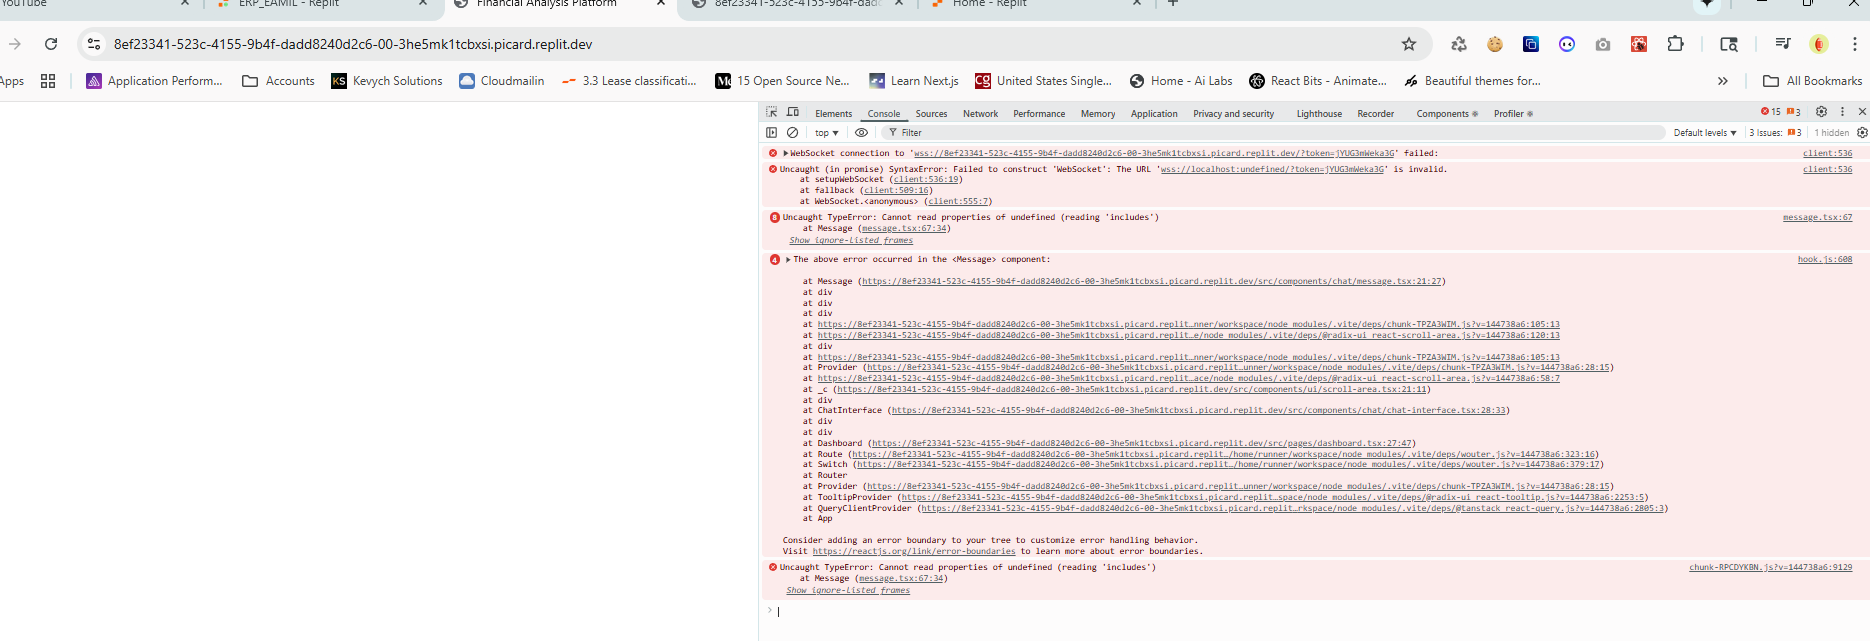 YouTube
ERP_EAMIL - Replit
Financial Analysis Platform
8ef23341-523c-4155-9b4f-dadd
Home - Replit
8ef23341-523c-4155-9b4f-dadd8240d2c6-00-3he5mk1tcbxsi.picard.replit.dev
Apps
Application Perform...
Accounts
KS Kevych Solutions
Cloudmailin
3.3 Lease classificati...
15 Open Source Ne...
Learn Next.js
cg United States Single...
Home - Ai Labs
React Bits - Animate...
Beautiful themes for...
»
All Bookmarks
Elements Console Sources Network Performance Memory Application Privacy and security Lighthouse Recorder Components Profiler 15 3
top Filter Default levels 3 Issues: 3 1 hidden
WebSocket connection to 'wss://8ef23341-523c-4155-9b4f-dadd8240d2c6-00-3he5mk1tcbxsi.picard.replit.dev/?token=jYUG3mWeka3G' failed: client:536
Uncaught (in promise) SyntaxError: Failed to construct 'WebSocket': The URL 'wss://localhost:undefined/?token=jYUG3mWeka3G' is invalid. client:536
at setupWebSocket (client:536:19)
at fallback (client:509:16)
at WebSocket.<anonymous> (client:555:7)
8 Uncaught TypeError: Cannot read properties of undefined (reading 'includes') message.tsx:67
at Message (message.tsx:67:34)
Show ignore-listed frames
4 The above error occurred in the <Message> component: hook.js:608
at Message (https://8ef23341-523c-4155-9b4f-dadd8240d2c6-00-3he5mk1tcbxsi.picard.replit.dev/src/components/chat/message.tsx:21:27)
at div
at div
at div
at https://8ef23341-523c-4155-9b4f-dadd8240d2c6-00-3he5mk1tcbxsi.picard.replit…nner/workspace/node_modules/.vite/deps/chunk-TPZA3WIM.js?v=144738a6:105:13
at https://8ef23341-523c-4155-9b4f-dadd8240d2c6-00-3he5mk1tcbxsi.picard.replit…e/node_modules/.vite/deps/@radix-ui_react-scroll-area.js?v=144738a6:120:13
at div
at https://8ef23341-523c-4155-9b4f-dadd8240d2c6-00-3he5mk1tcbxsi.picard.replit…nner/workspace/node_modules/.vite/deps/chunk-TPZA3WIM.js?v=144738a6:105:13
at Provider (https://8ef23341-523c-4155-9b4f-dadd8240d2c6-00-3he5mk1tcbxsi.picard.replit…unner/workspace/node_modules/.vite/deps/chunk-TPZA3WIM.js?v=144738a6:28:15)
at https://8ef23341-523c-4155-9b4f-dadd8240d2c6-00-3he5mk1tcbxsi.picard.replit…ace/node_modules/.vite/deps/@radix-ui_react-scroll-area.js?v=144738a6:58:7
at _c (https://8ef23341-523c-4155-9b4f-dadd8240d2c6-00-3he5mk1tcbxsi.picard.replit.dev/src/components/ui/scroll-area.tsx:21:11)
at div
at ChatInterface (https://8ef23341-523c-4155-9b4f-dadd8240d2c6-00-3he5mk1tcbxsi.picard.replit.dev/src/components/chat/chat-interface.tsx:28:33)
at div
at div
at Dashboard (https://8ef23341-523c-4155-9b4f-dadd8240d2c6-00-3he5mk1tcbxsi.picard.replit.dev/src/pages/dashboard.tsx:27:47)
at Route (https://8ef23341-523c-4155-9b4f-dadd8240d2c6-00-3he5mk1tcbxsi.picard.replit…/home/runner/workspace/node_modules/.vite/deps/wouter.js?v=144738a6:323:16)
at Switch (https://8ef23341-523c-4155-9b4f-dadd8240d2c6-00-3he5mk1tcbxsi.picard.replit…/home/runner/workspace/node_modules/.vite/deps/wouter.js?v=144738a6:379:17)
at Router
at Provider (https://8ef23341-523c-4155-9b4f-dadd8240d2c6-00-3he5mk1tcbxsi.picard.replit…unner/workspace/node_modules/.vite/deps/chunk-TPZA3WIM.js?v=144738a6:28:15)
at TooltipProvider (https://8ef23341-523c-4155-9b4f-dadd8240d2c6-00-3he5mk1tcbxsi.picard.replit…space/node_modules/.vite/deps/@radix-ui_react-tooltip.js?v=144738a6:2253:5)
at QueryClientProvider (https://8ef23341-523c-4155-9b4f-dadd8240d2c6-00-3he5mk1tcbxsi.picard.replit…rkspace/node_modules/.vite/deps/@tanstack_react-query.js?v=144738a6:2805:3)
at App
Consider adding an error boundary to your tree to customize error handling behavior.
Visit https://reactjs.org/link/error-boundaries to learn more about error boundaries.
Uncaught TypeError: Cannot read properties of undefined (reading 'includes') chunk-RPCDYKBN.js?v=144738a6:9129
at Message (message.tsx:67:34)
Show ignore-listed frames